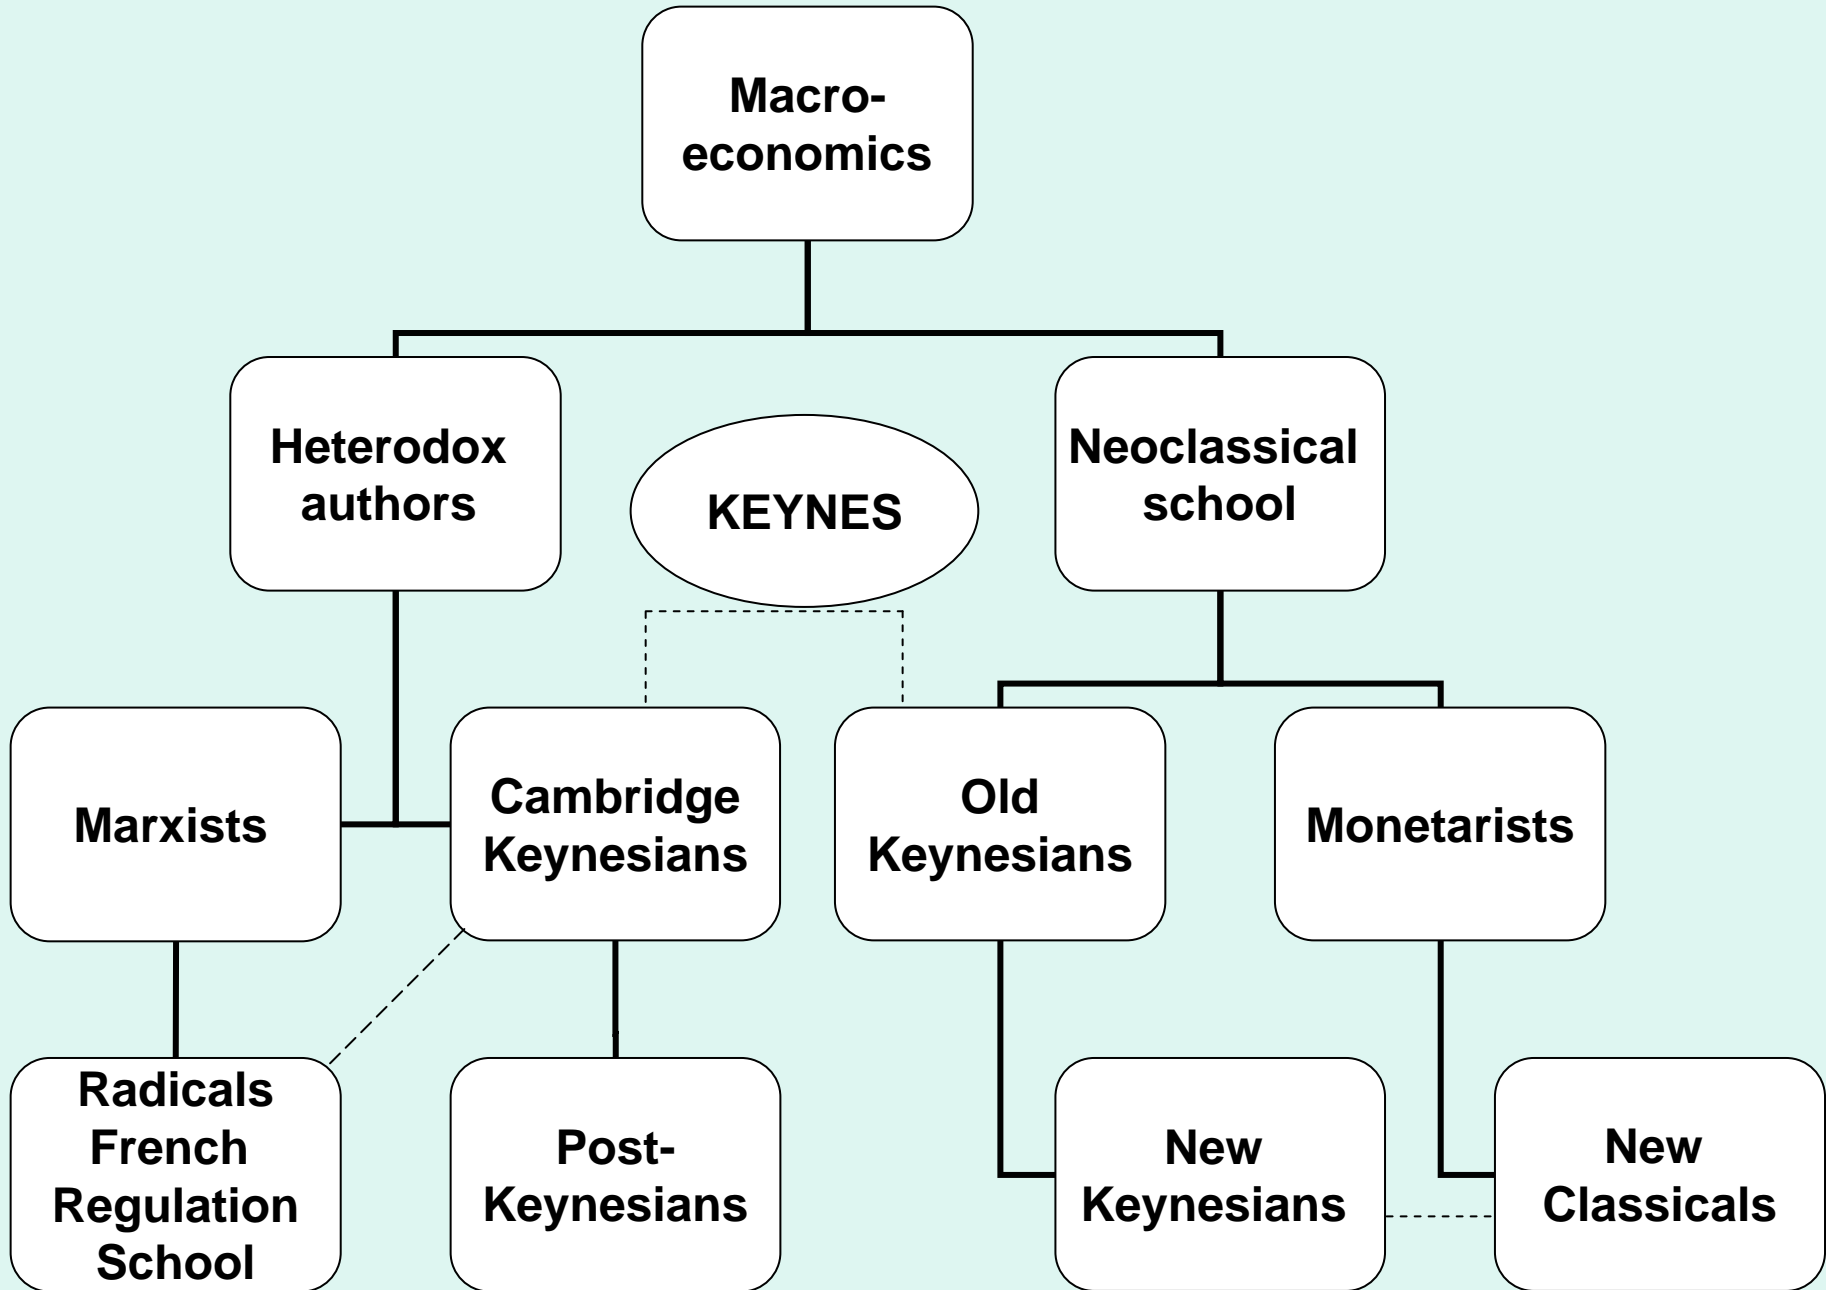 Macro-
economics
Heterodox
authors
KEYNES
Neoclassical
school
Marxists
Cambridge
Keynesians
Old
Keynesians
Monetarists
Radicals
French
Regulation
School
Post-
Keynesians
New
Keynesians
New
Classicals